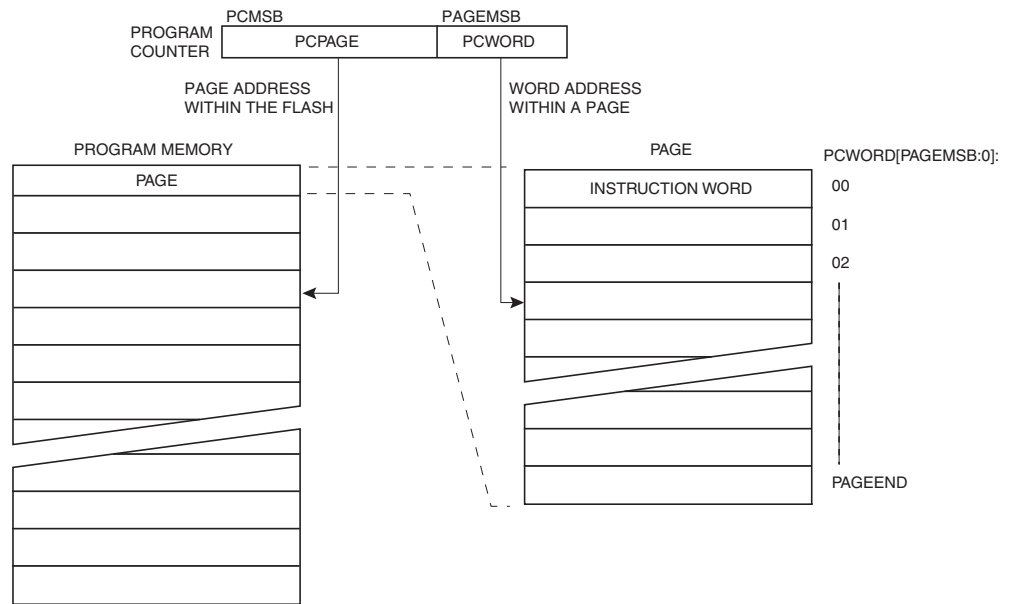 PCMSB
PAGEMSB
PROGRAM
COUNTER
PCPAGE
PCWORD
PAGE ADDRESS
WITHIN THE FLASH
WORD ADDRESS
WITHIN A PAGE
PROGRAM MEMORY
PAGE
PAGE
INSTRUCTION WORD
PCWORD[PAGEMSB:0]:
00
01
02
PAGEEND